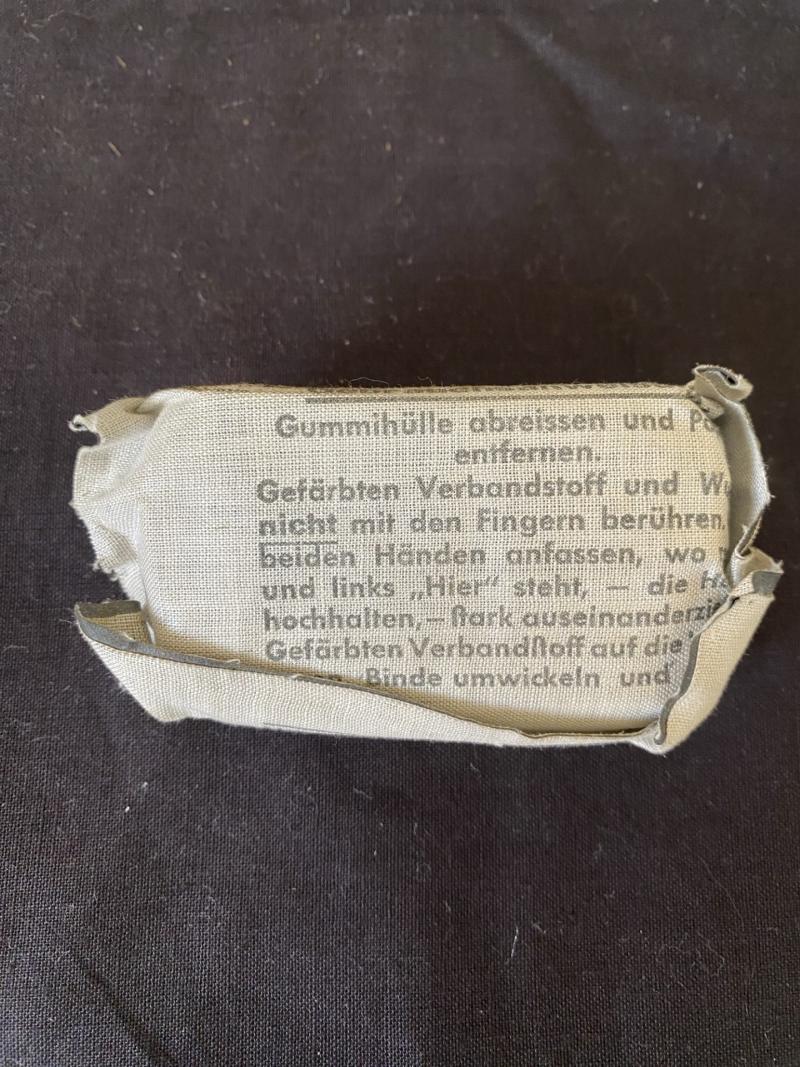 Gummihülle abreissen und
entfernen.
Gefärbten Verbandstoff und
nicht mit den Fingern berühren,
beiden Händen anfassen, wo
und links „Hier“ steht, — die
hochhalten,— stark
Gefärbten Verbandstoff auf die
Binde umwickeln und